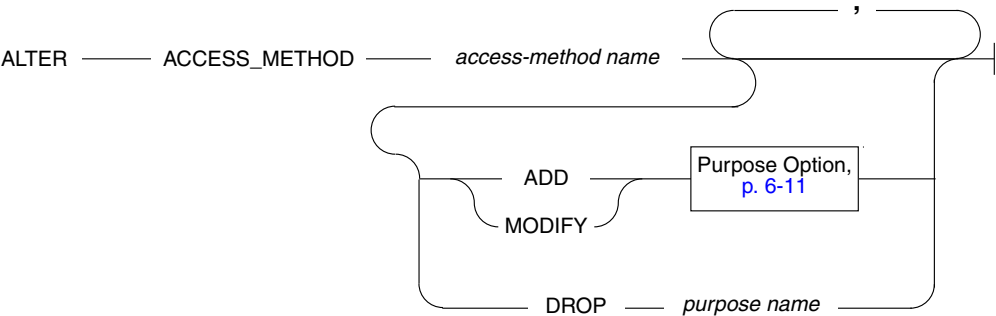 ,
ALTER ACCESS_METHOD access-method name
ADD
Purpose Option,
p. 6-11
MODIFY
DROP purpose name